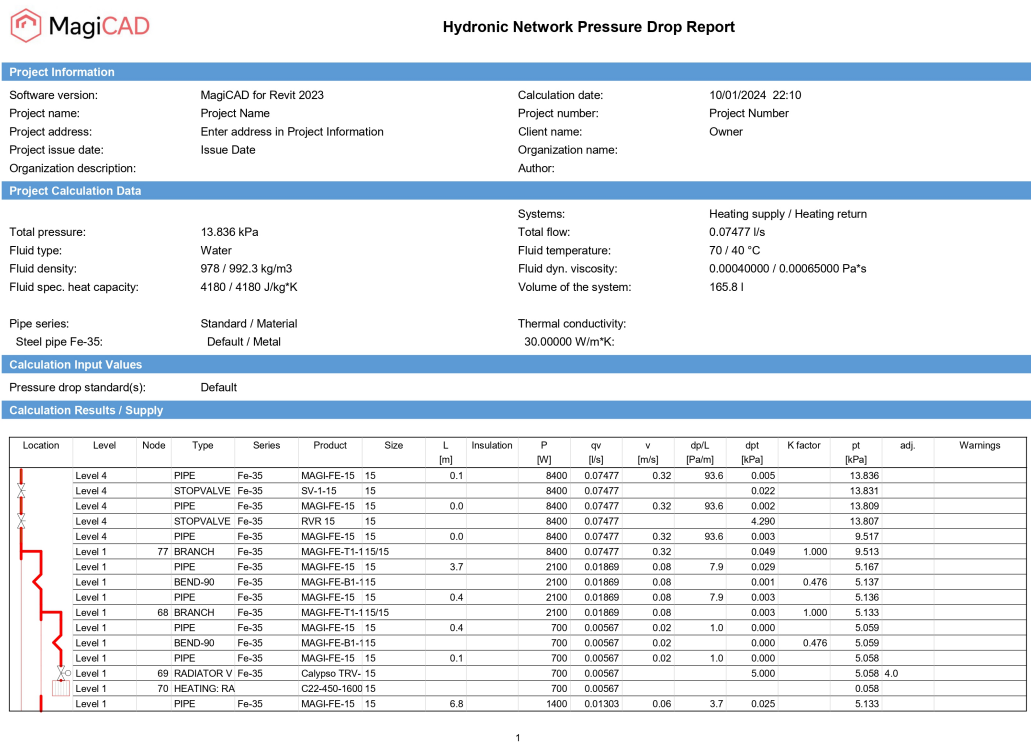 MagiCAD
Hydronic Network Pressure Drop Report
Project Information
Software version: MagiCAD for Revit 2023 Calculation date: 10/01/2024 22:10
Project name: Project Name Project number: Project Number
Project address: Enter address in Project Information Client name: Owner
Project issue date: Issue Date Organization name:
Organization description: Author:
Project Calculation Data
Systems: Heating supply / Heating return
Total pressure: 13.836 kPa Total flow: 0.07477 l/s
Fluid type: Water Fluid temperature: 70 / 40 °C
Fluid density: 978 / 992.3 kg/m3 Fluid dyn. viscosity: 0.00040000 / 0.00065000 Pa*s
Fluid spec. heat capacity: 4180 / 4180 J/kg*K Volume of the system: 165.8 l
Pipe series: Standard / Material Thermal conductivity:
Steel pipe Fe-35: Default / Metal 30.00000 W/m*K:
Calculation Input Values
Pressure drop standard(s): Default
Calculation Results / Supply
Location Level Node Type Series Product Size L Insulation P qv v dp/L dpt K factor pt adj. Warnings
[m] [W] [l/s] [m/s] [Pa/m] [kPa] [kPa]
Level 4 PIPE Fe-35 MAGI-FE-15 15 0.1 8400 0.07477 0.32 93.6 0.005 13.836
Level 4 STOPVALVE Fe-35 SV-1-15 15 8400 0.07477 0.022 13.831
Level 4 PIPE Fe-35 MAGI-FE-15 15 0.0 8400 0.07477 0.32 93.6 0.002 13.809
Level 4 STOPVALVE Fe-35 RVR 15 15 8400 0.07477 4.290 13.807
Level 4 PIPE Fe-35 MAGI-FE-15 15 0.0 8400 0.07477 0.32 93.6 0.003 9.517
Level 1 77 BRANCH Fe-35 MAGI-FE-T1-1 15/15 8400 0.07477 0.32 0.049 1.000 9.513
Level 1 PIPE Fe-35 MAGI-FE-15 15 3.7 2100 0.01869 0.08 7.9 0.029 5.167
Level 1 BEND-90 Fe-35 MAGI-FE-B1-1 15 2100 0.01869 0.08 0.001 0.476 5.137
Level 1 PIPE Fe-35 MAGI-FE-15 15 0.4 2100 0.01869 0.08 7.9 0.003 5.136
Level 1 68 BRANCH Fe-35 MAGI-FE-T1-1 15/15 2100 0.01869 0.08 0.003 1.000 5.133
Level 1 PIPE Fe-35 MAGI-FE-15 15 0.4 700 0.00567 0.02 1.0 0.000 5.059
Level 1 BEND-90 Fe-35 MAGI-FE-B1-1 15 700 0.00567 0.02 0.000 0.476 5.059
Level 1 PIPE Fe-35 MAGI-FE-15 15 0.1 700 0.00567 0.02 1.0 0.000 5.058
Level 1 69 RADIATOR V Fe-35 Calypso TRV- 15 700 0.00567 5.000 5.058 4.0
Level 1 70 HEATING: RA C22-450-1600 15 700 0.00567 0.058
Level 1 PIPE Fe-35 MAGI-FE-15 15 6.8 1400 0.01303 0.06 3.7 0.025 5.133
1